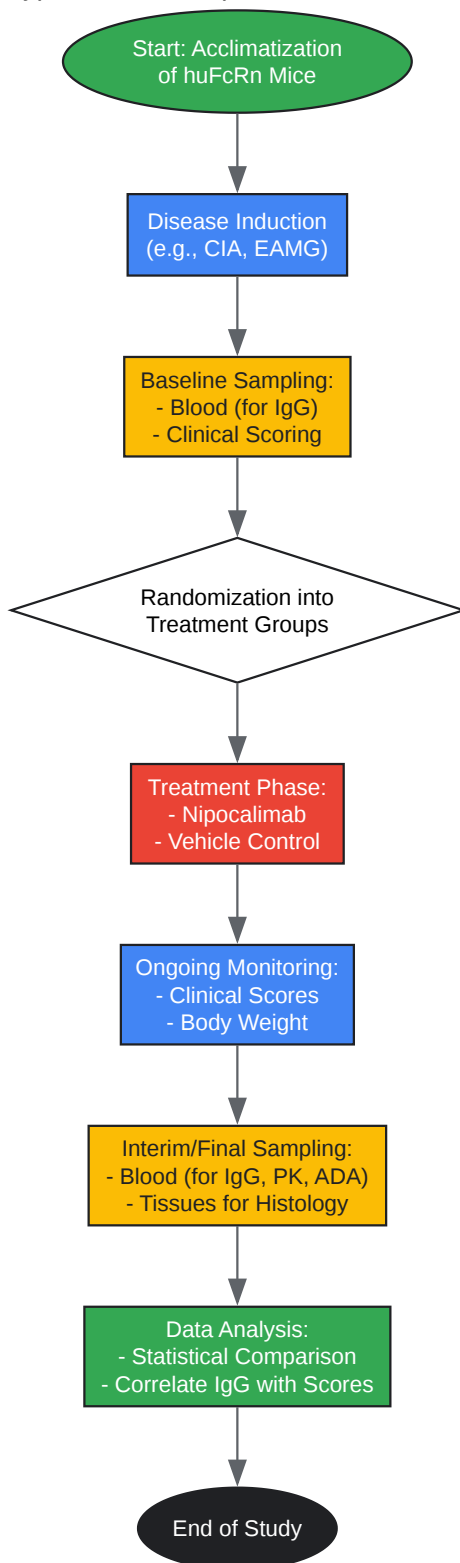 Start: Acclimatization
of huFcRn Mice
Disease Induction
(e.g., CIA, EAMG)
Baseline Sampling:
- Blood (for IgG)
- Clinical Scoring
Randomization into
Treatment Groups
Treatment Phase:
- Nipocalimab
- Vehicle Control
Ongoing Monitoring:
- Clinical Scores
- Body Weight
Interim/Final Sampling:
- Blood (for IgG, PK, ADA)
- Tissues for Histology
Data Analysis:
- Statistical Comparison
- Correlate IgG with Scores
End of Study